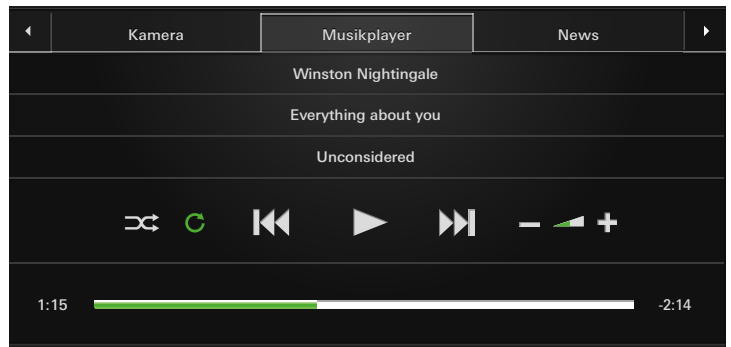 Kamera Musikplayer News
Winston Nightingale
Everything about you
Unconsidered
1:15 -2:14